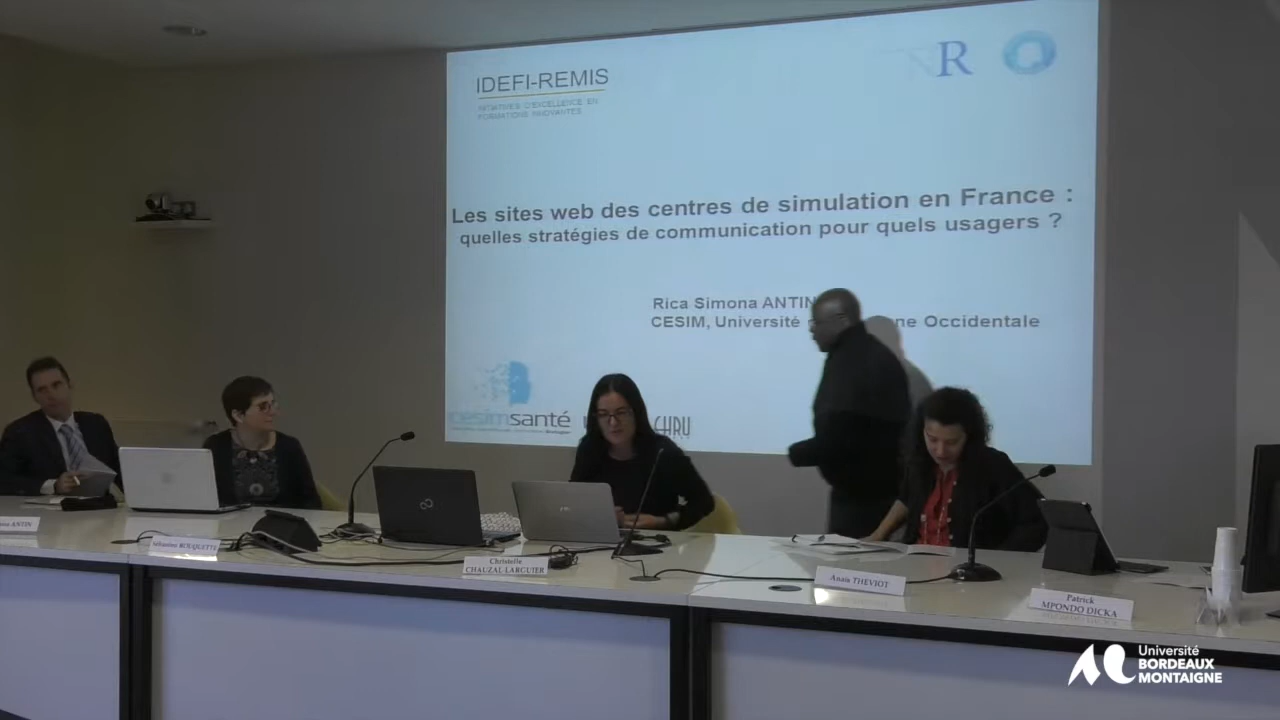 IDEFI-REMIS
INITIATIVES D'EXCELLENCE EN
FORMATIONS INNOVANTES
R
Les sites web des centres de simulation en France :
quelles stratégies de communication pour quels usagers ?
Rica Simona ANTIN
CESIM, Université
ne Occidentale
cesimsanté
CHRU
ANTIN
Sébastien ROUQUETTE
Christelle
CHAUZAL LARGUIER
Anaïs THEVIOT
Patrick
MPONDO DICKA
Université
BORDEAUX
MONTAIGNE